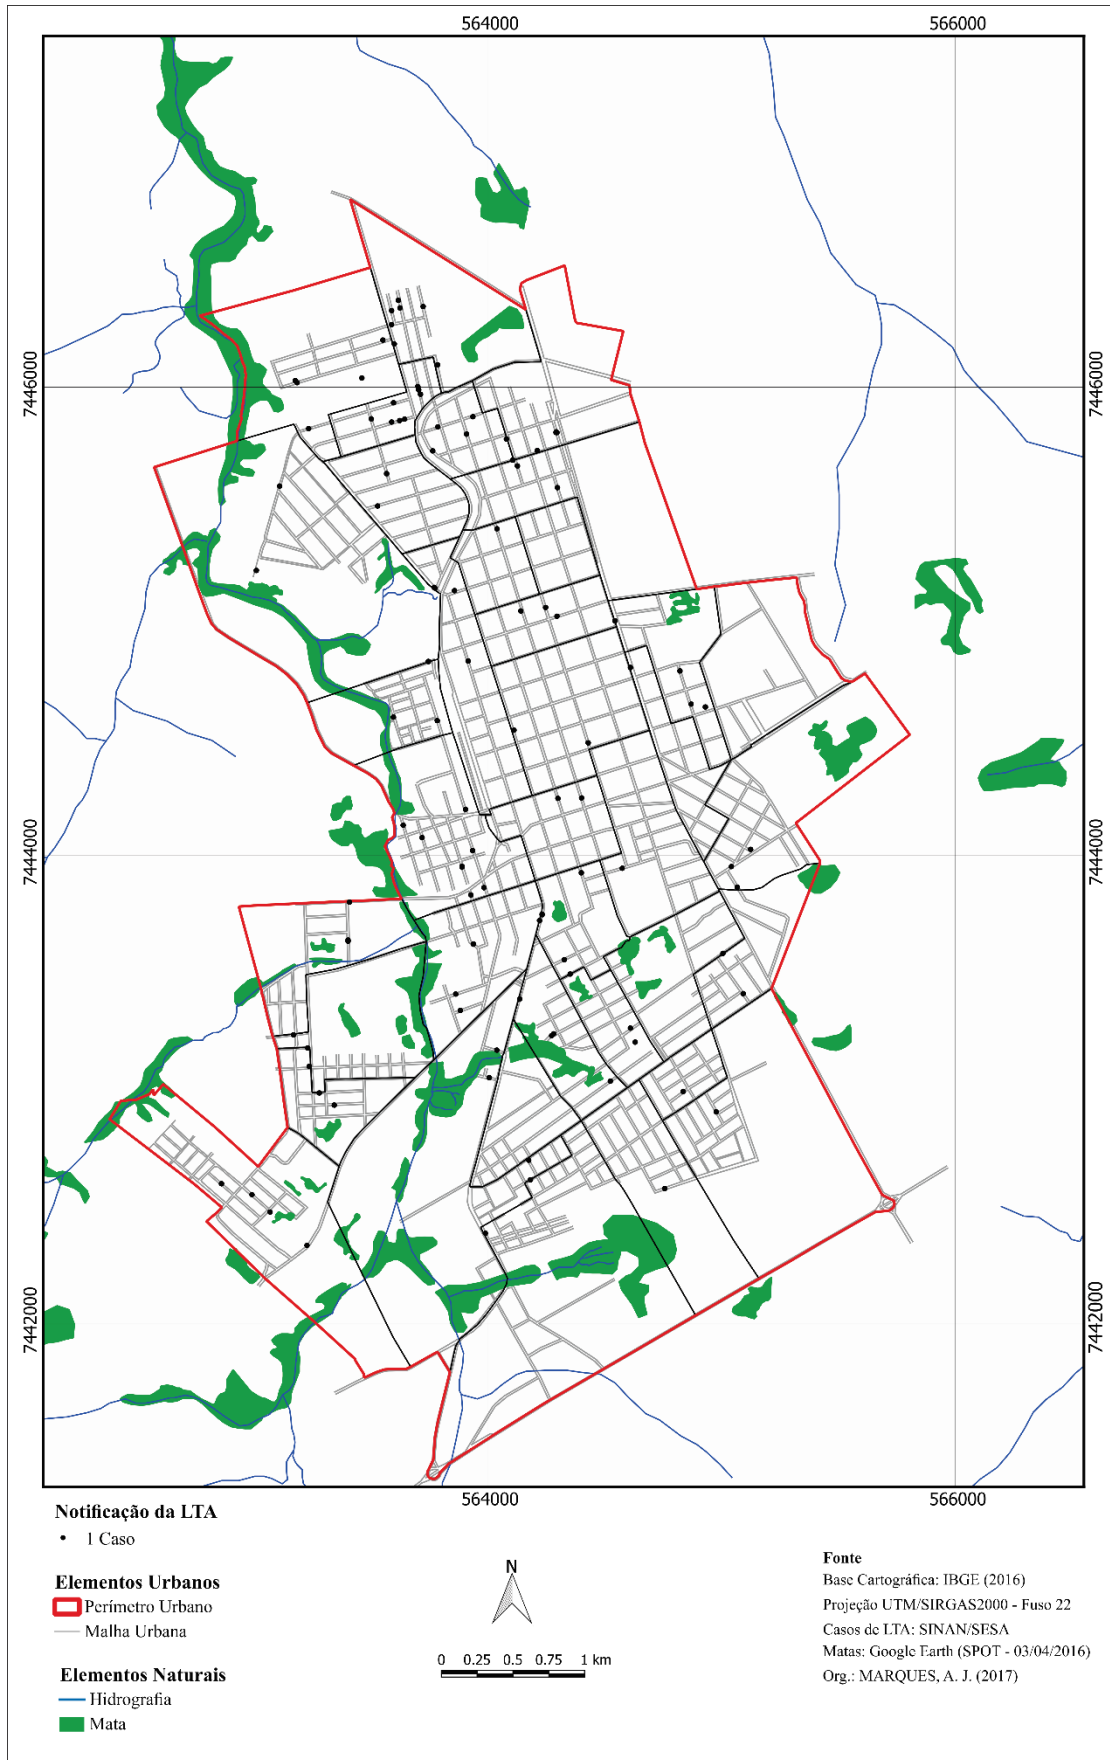 564000
566000
7446000
7446000
7444000
7444000
7442000
7442000
564000
566000
Notificação da LTA
1 Caso
Elementos Urbanos
Perímetro Urbano
Malha Urbana
Elementos Naturais
Hidrografia
Mata
N
0 0.25 0.5 0.75 1 km
Fonte
Base Cartográfica: IBGE (2016)
Projeção UTM/SIRGAS2000 - Fuso 22
Casos de LTA: SINAN/SESA
Matas: Google Earth (SPOT - 03/04/2016)
Org.: MARQUES, A. J. (2017)